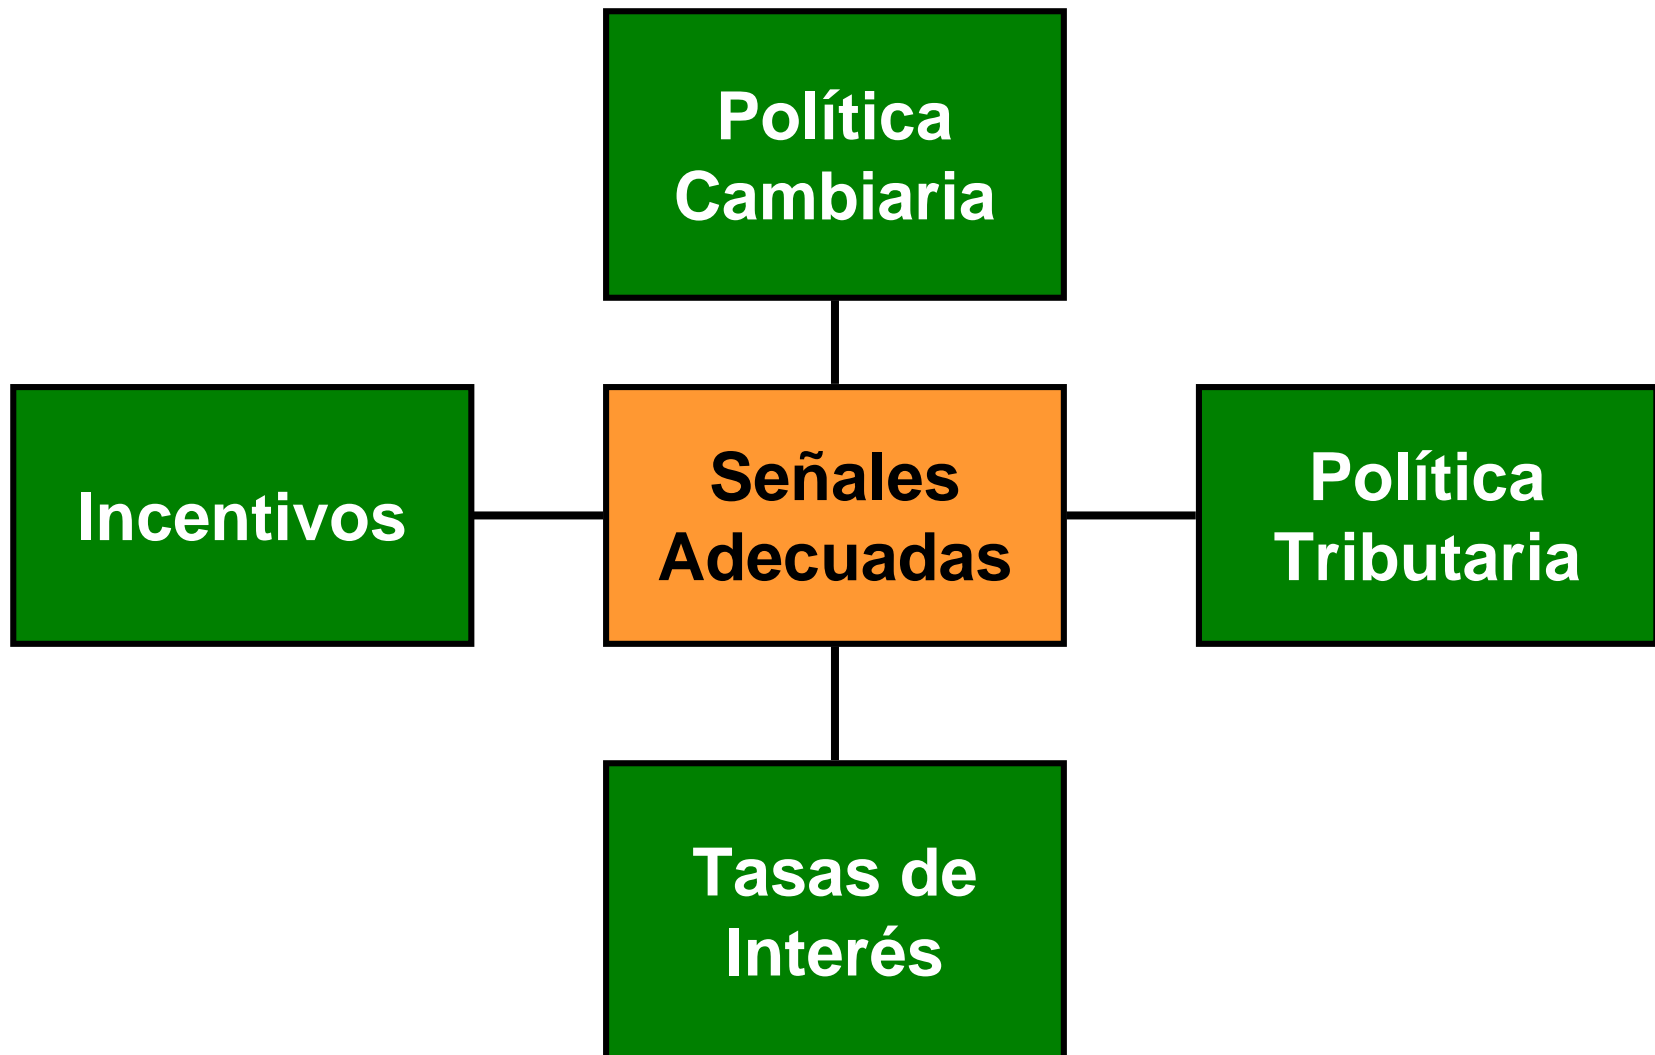 Política
Cambiaria
Incentivos
Señales
Adecuadas
Política
Tributaria
Tasas de
Interés